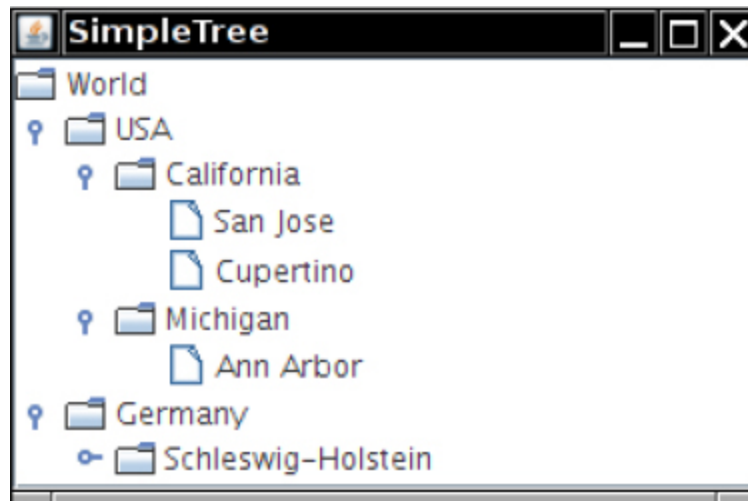 SimpleTree
World
USA
California
San Jose
Cupertino
Michigan
Ann Arbor
Germany
Schleswig-Holstein